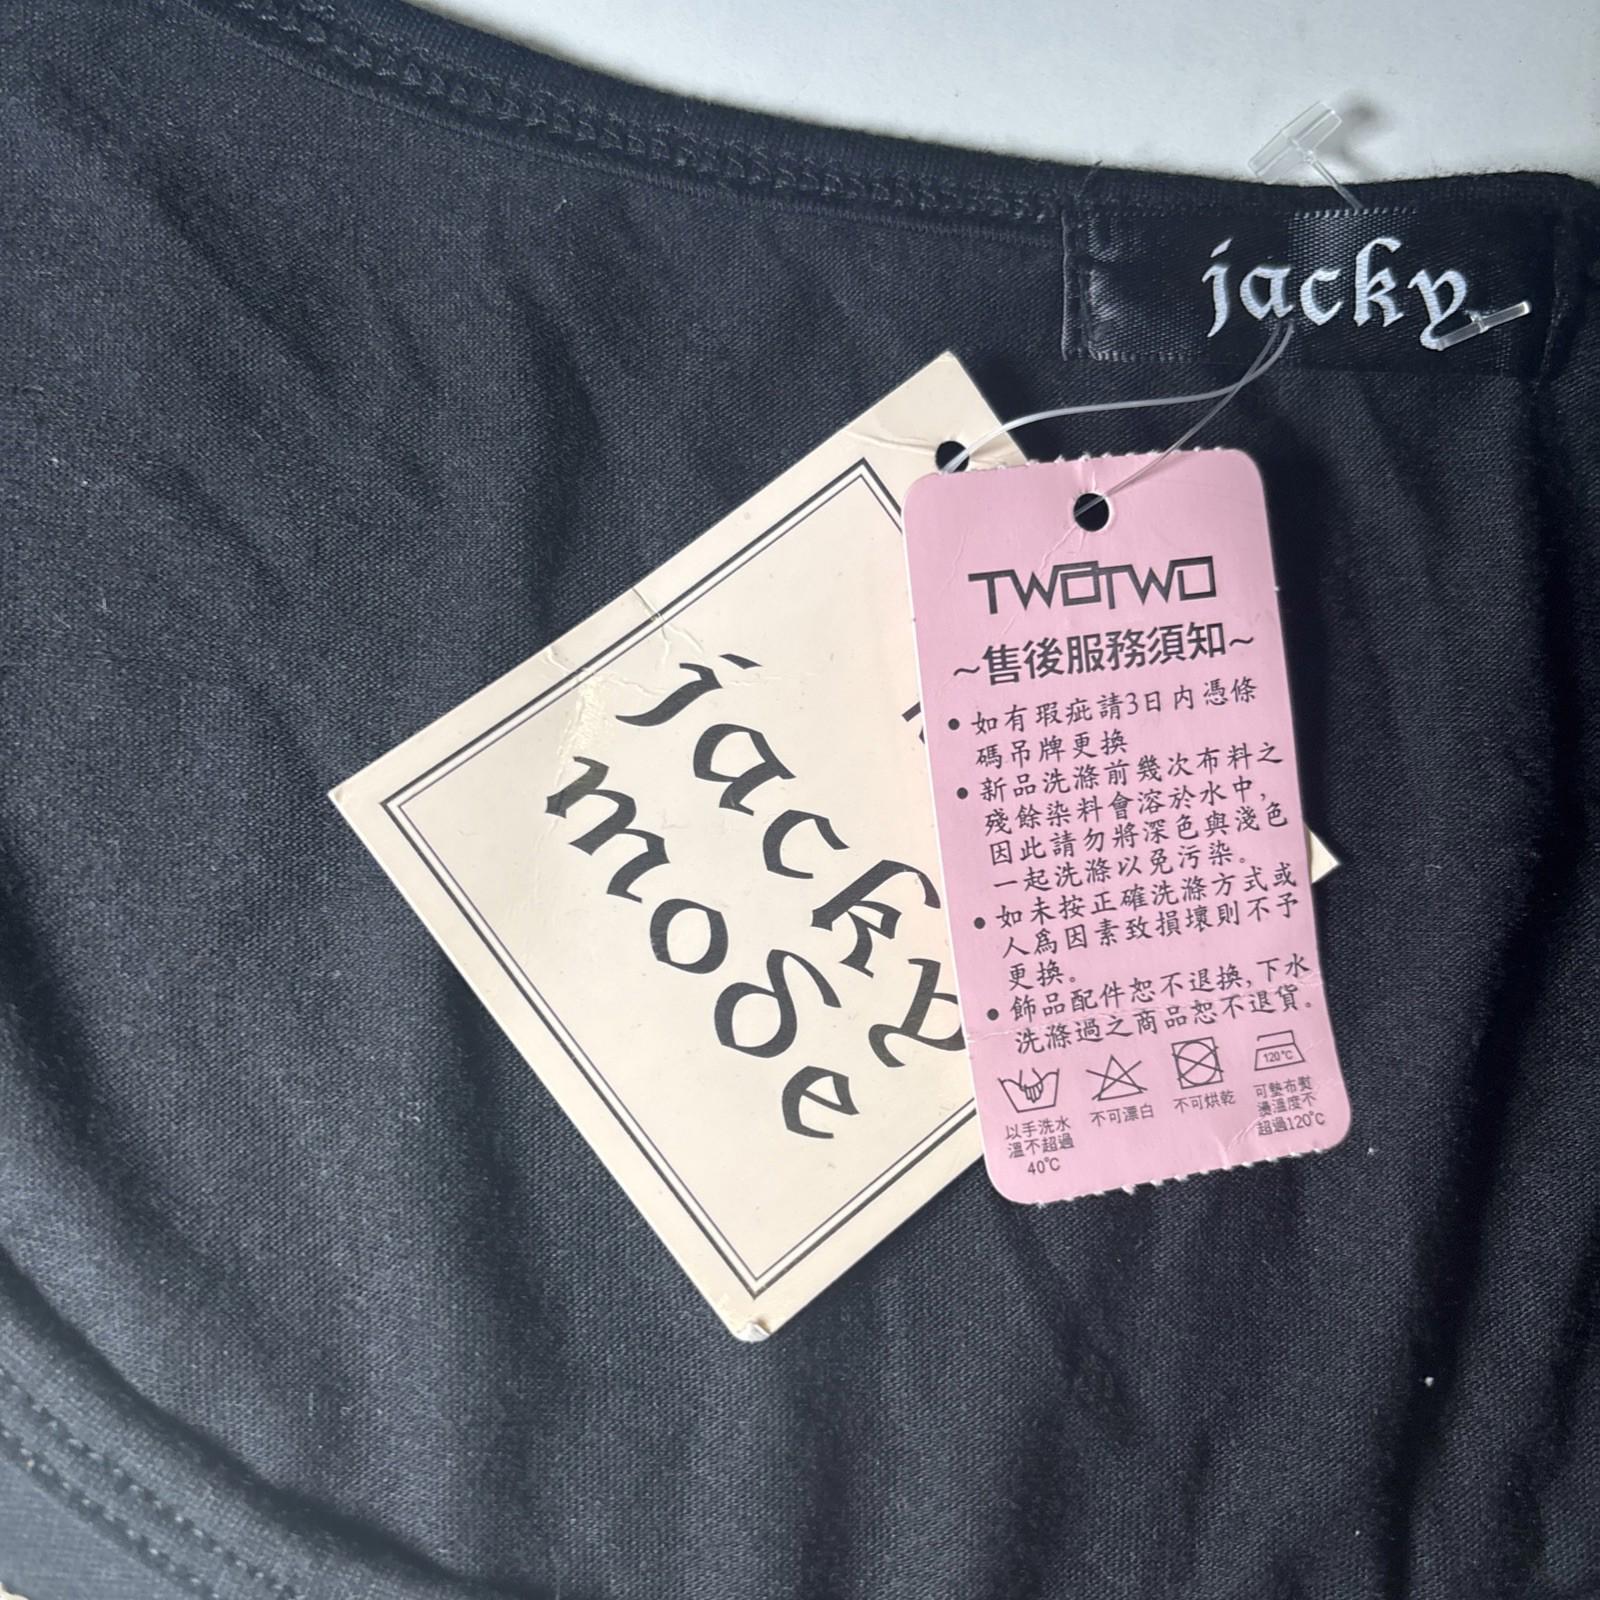 jacky
jacky
mose
TWOTWO
~售後服務須知~
• 如有瑕疵請3日内憑條
碼吊牌更換
• 新品洗滌前幾次布料之
殘餘染料會溶於水中,
因此請勿將深色與淺色
一起洗滌以免污染。
• 如未按正確洗滌方式或
人爲因素致損壞則不予
更換。
• 飾品配件恕不退換,下水
洗滌過之商品恕不退貨。
120℃
以手洗水
溫不超過
40℃
不可漂白
不可烘乾
可墊布熨
燙溫度不
超過120℃